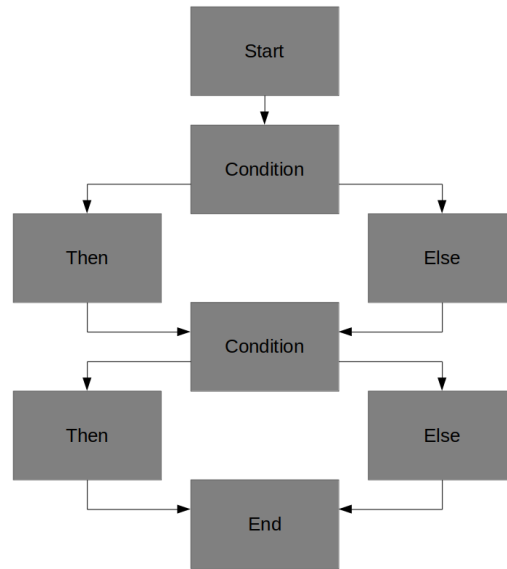 Start
Condition
Then
Else
Condition
Then
Else
End